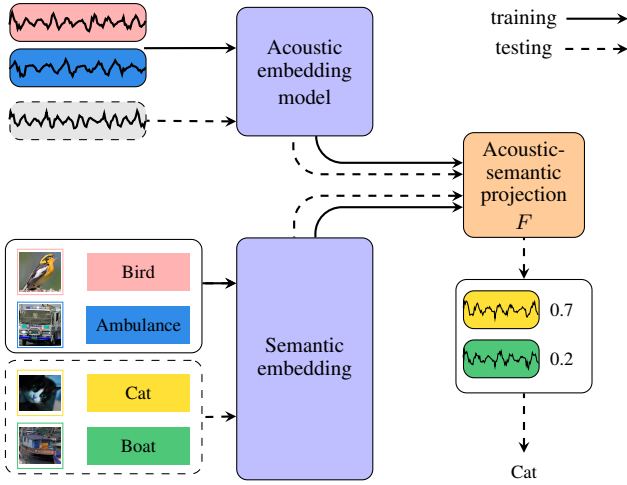 training
testing
Acoustic
embedding
model
Acoustic-
semantic
projection
F
Bird
Ambulance
Semantic
embedding
Cat
Boat
0.7
0.2
Cat